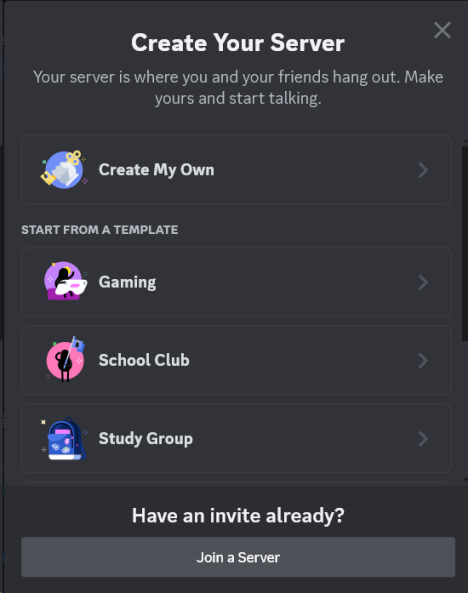 Create Your Server
Your server is where you and your friends hang out. Make
yours and start talking.
Create My Own
START FROM A TEMPLATE
Gaming
School Club
Study Group
Have an invite already?
Join a Server